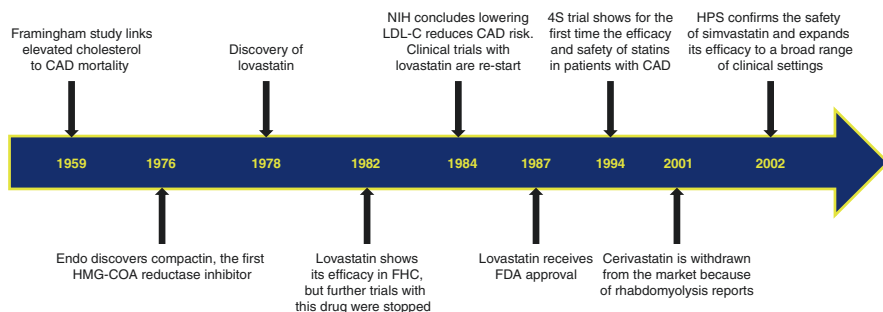 Framingham study links
elevated cholesterol
to CAD mortality
Discovery of
lovastatin
NIH concludes lowering
LDL-C reduces CAD risk.
Clinical trials with
lovastatin are re-start
4S trial shows for the
first time the efficacy
and safety of statins
in patients with CAD
HPS confirms the safety
of simvastatin and expands
its efficacy to a broad range
of clinical settings
1959 1976 1978 1982 1984 1987 1994 2001 2002
Endo discovers compactin, the first
HMG-COA reductase inhibitor
Lovastatin shows
its efficacy in FHC,
but further trials with
this drug were stopped
Lovastatin receives
FDA approval
Cerivastatin is withdrawn
from the market because
of rhabdomyolysis reports